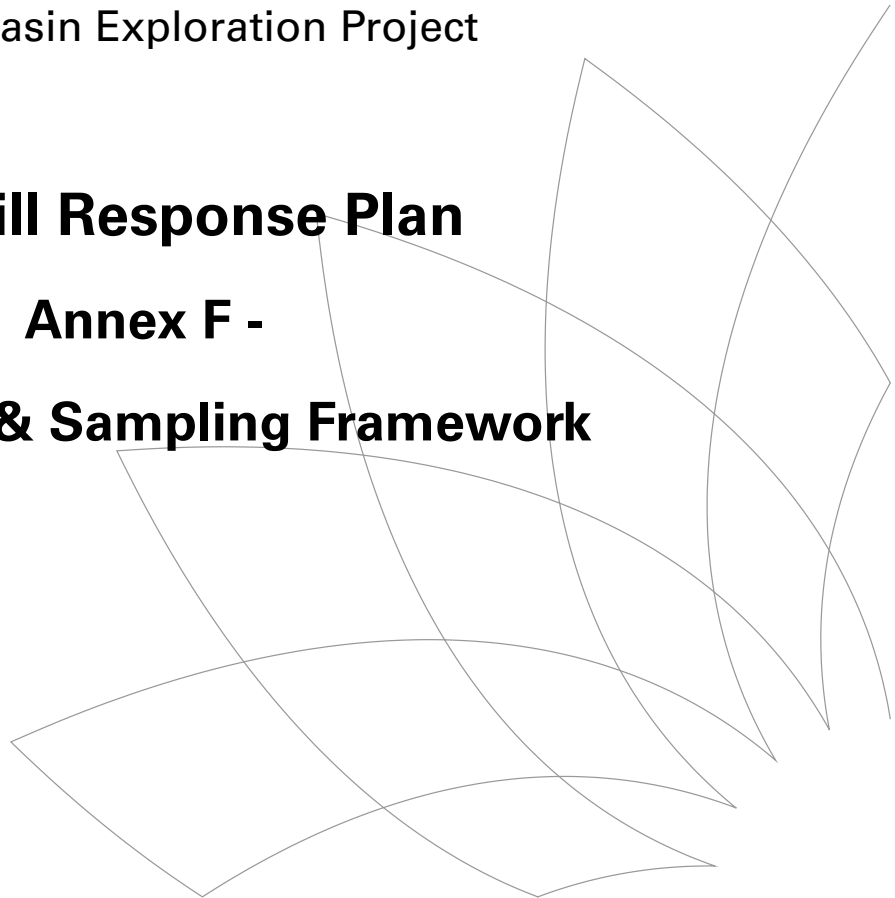 asin Exploration Project
ill Response Plan
Annex F -
& Sampling Framework